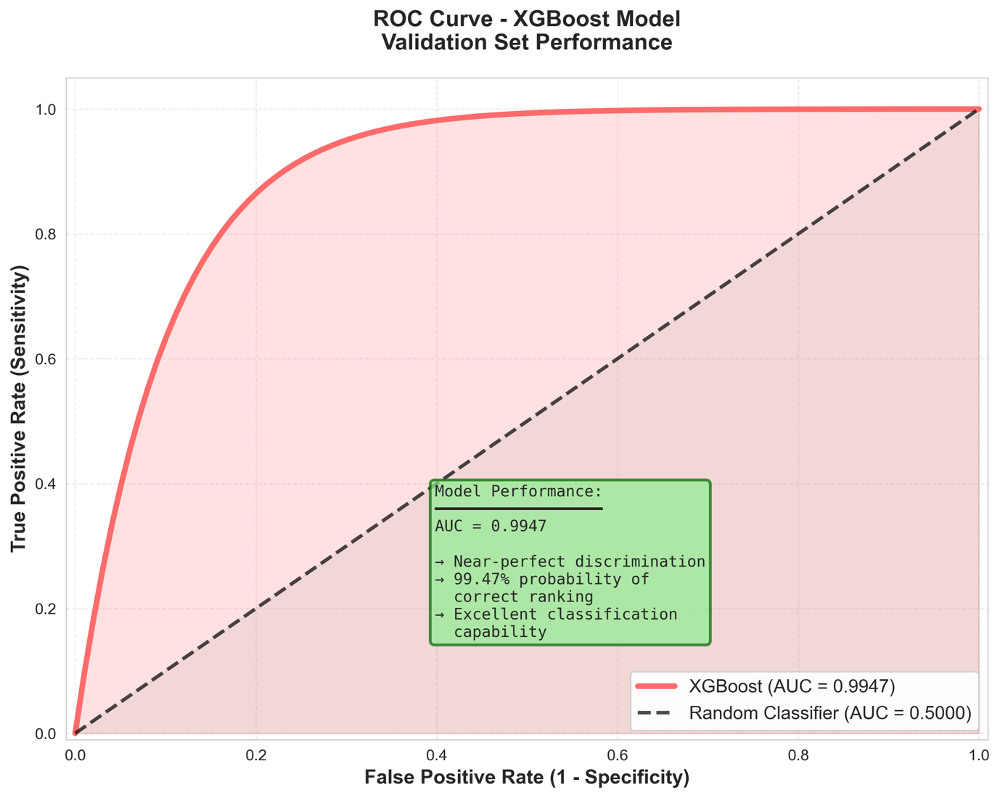 ROC Curve - XGBoost Model
Validation Set Performance
True Positive Rate (Sensitivity)
1.0
0.8
0.6
0.4
0.2
0.0
Model Performance:
AUC = 0.9947
→ Near-perfect discrimination
→ 99.47% probability of
correct ranking
→ Excellent classification
capability
XGBoost (AUC = 0.9947)
Random Classifier (AUC = 0.5000)
0.0 0.2 0.4 0.6 0.8 1.0
False Positive Rate (1 - Specificity)